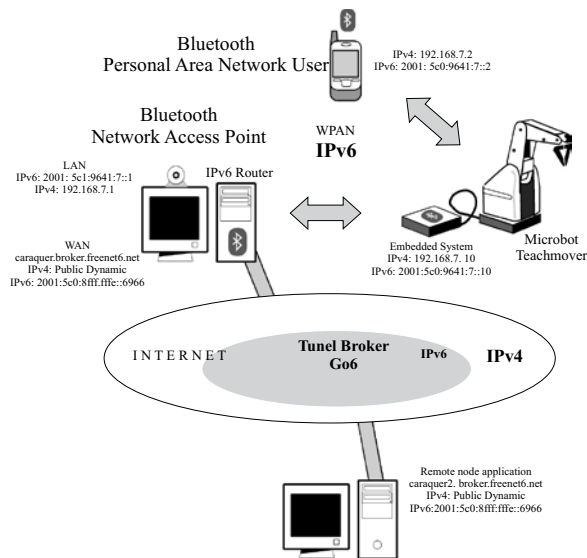 Bluetooth
Personal Area Network User
IPv4: 192.168.7.2
IPv6: 2001: 5c0:9641:7::2
Bluetooth
Network Access Point
WPAN
IPv6
LAN
IPv6: 2001: 5c1:9641:7::1
IPv4: 192.168.7.1
IPv6 Router
WAN
caraquer.broker.freenet6.net
IPv4: Public Dynamic
IPv6: 2001:5c0:8fff.fffe::6966
Embedded System
IPv4: 192.168.7. 10
IPv6: 2001:5c0:9641:7::10
Microbot
Teachmover
INTERNET
Tunel Broker
Go6
IPv6
IPv4
Remote node application
caraquer2. broker.freenet6.net
IPv4: Public Dynamic
IPv6:2001:5c0:8fff:fffe::6966